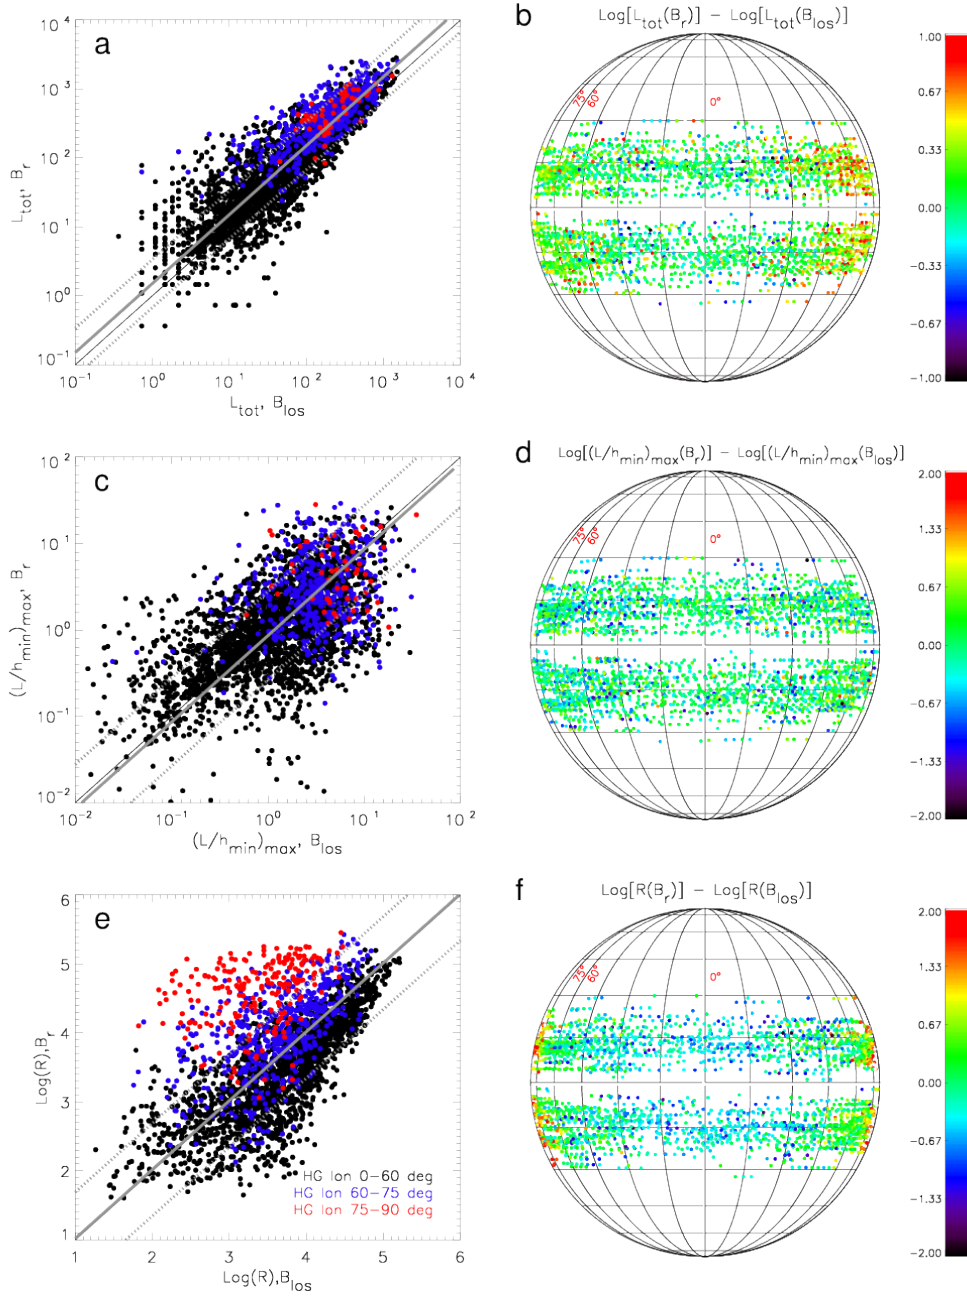 a
10^4
10^3
10^2
10^1
10^0
10^-1
L_tot, B_r
10^-1 10^0 10^1 10^2 10^3 10^4
L_tot, B_los
b
Log[L_tot(B_r)] − Log[L_tot(B_los)]
75° 60° 0°
1.00
0.67
0.33
0.00
−0.33
−0.67
−1.00
c
10^2
10^1
10^0
10^-1
10^-2
(L/h_min)_max, B_r
10^-2 10^-1 10^0 10^1 10^2
(L/h_min)_max, B_los
d
Log[(L/h_min)_max(B_r)] − Log[(L/h_min)_max(B_los)]
75° 60° 0°
2.00
1.33
0.67
0.00
−0.67
−1.33
−2.00
e
6
5
4
3
2
1
Log(R),B_r
HG lon 0−60 deg
HG lon 60−75 deg
HG lon 75−90 deg
1 2 3 4 5 6
Log(R),B_los
f
Log[R(B_r)] − Log[R(B_los)]
75° 60° 0°
2.00
1.33
0.67
0.00
−0.67
−1.33
−2.00